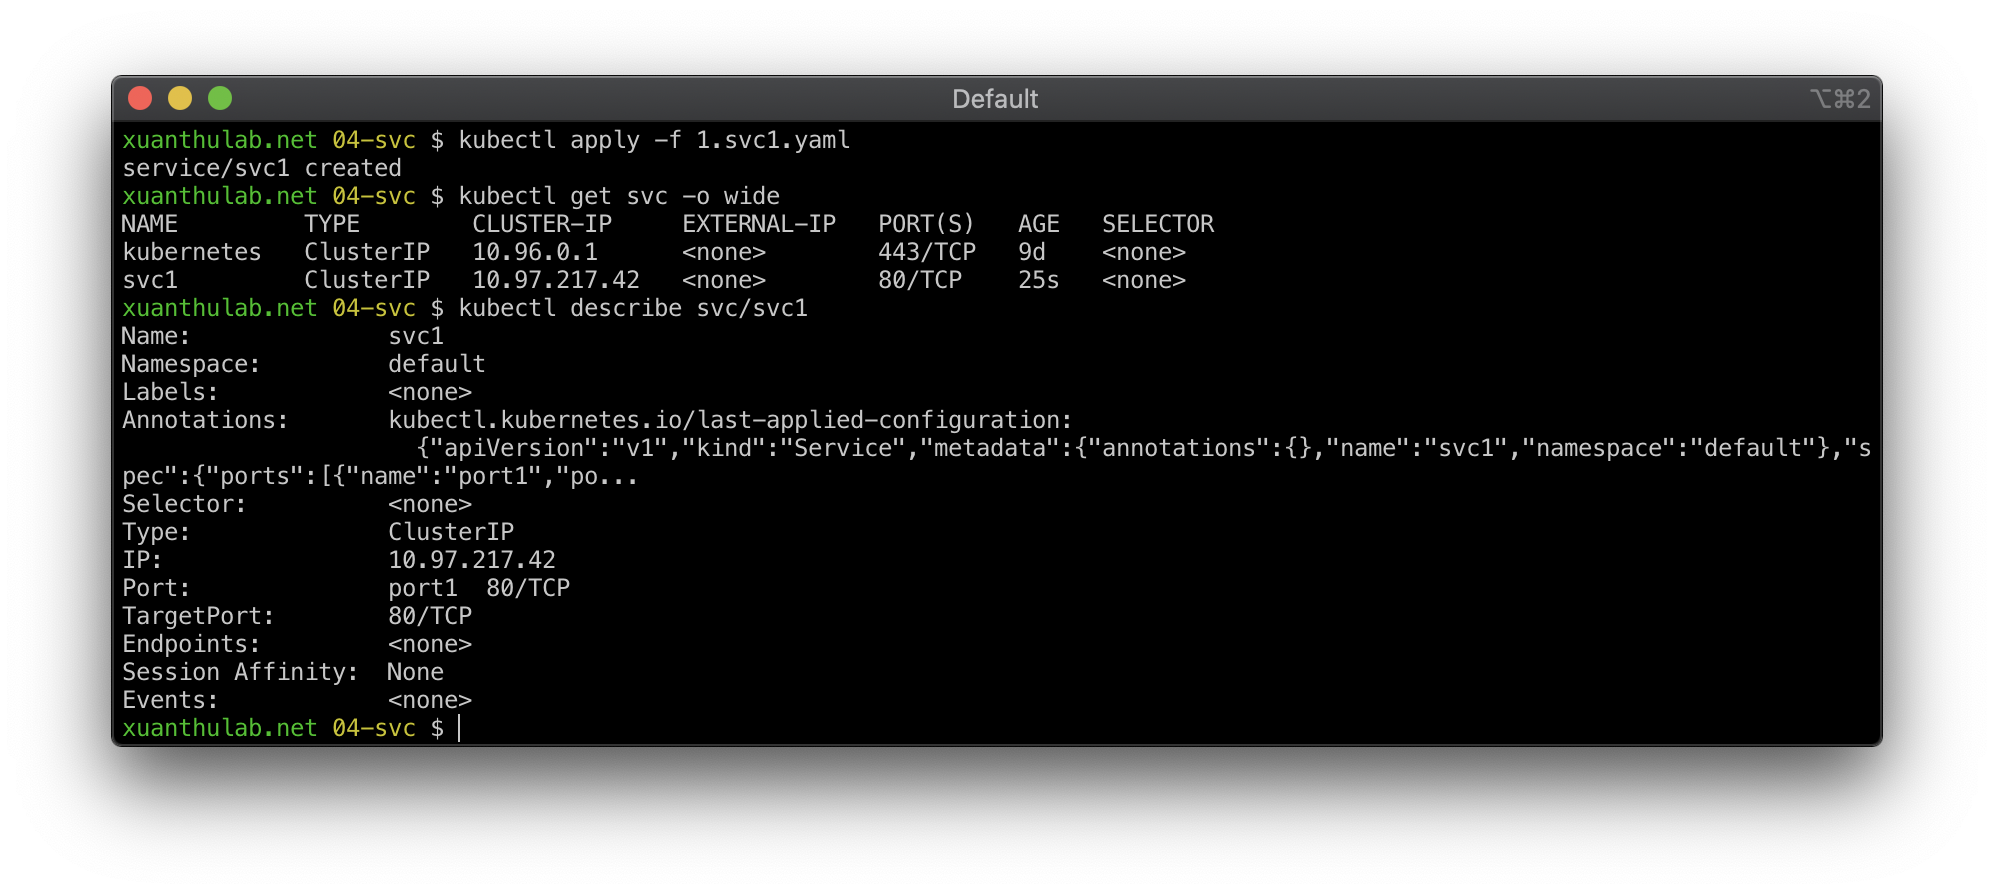 Default
⌥⌘2
xuanthulab.net 04-svc $ kubectl apply -f 1.svc1.yaml
service/svc1 created
xuanthulab.net 04-svc $ kubectl get svc -o wide
NAME         TYPE        CLUSTER-IP     EXTERNAL-IP   PORT(S)   AGE   SELECTOR
kubernetes   ClusterIP   10.96.0.1      <none>        443/TCP   9d    <none>
svc1         ClusterIP   10.97.217.42   <none>        80/TCP    25s   <none>
xuanthulab.net 04-svc $ kubectl describe svc/svc1
Name:              svc1
Namespace:         default
Labels:            <none>
Annotations:       kubectl.kubernetes.io/last-applied-configuration:
                     {"apiVersion":"v1","kind":"Service","metadata":{"annotations":{},"name":"svc1","namespace":"default"},"s
pec":{"ports":[{"name":"port1","po...
Selector:          <none>
Type:              ClusterIP
IP:                10.97.217.42
Port:              port1  80/TCP
TargetPort:        80/TCP
Endpoints:         <none>
Session Affinity:  None
Events:            <none>
xuanthulab.net 04-svc $